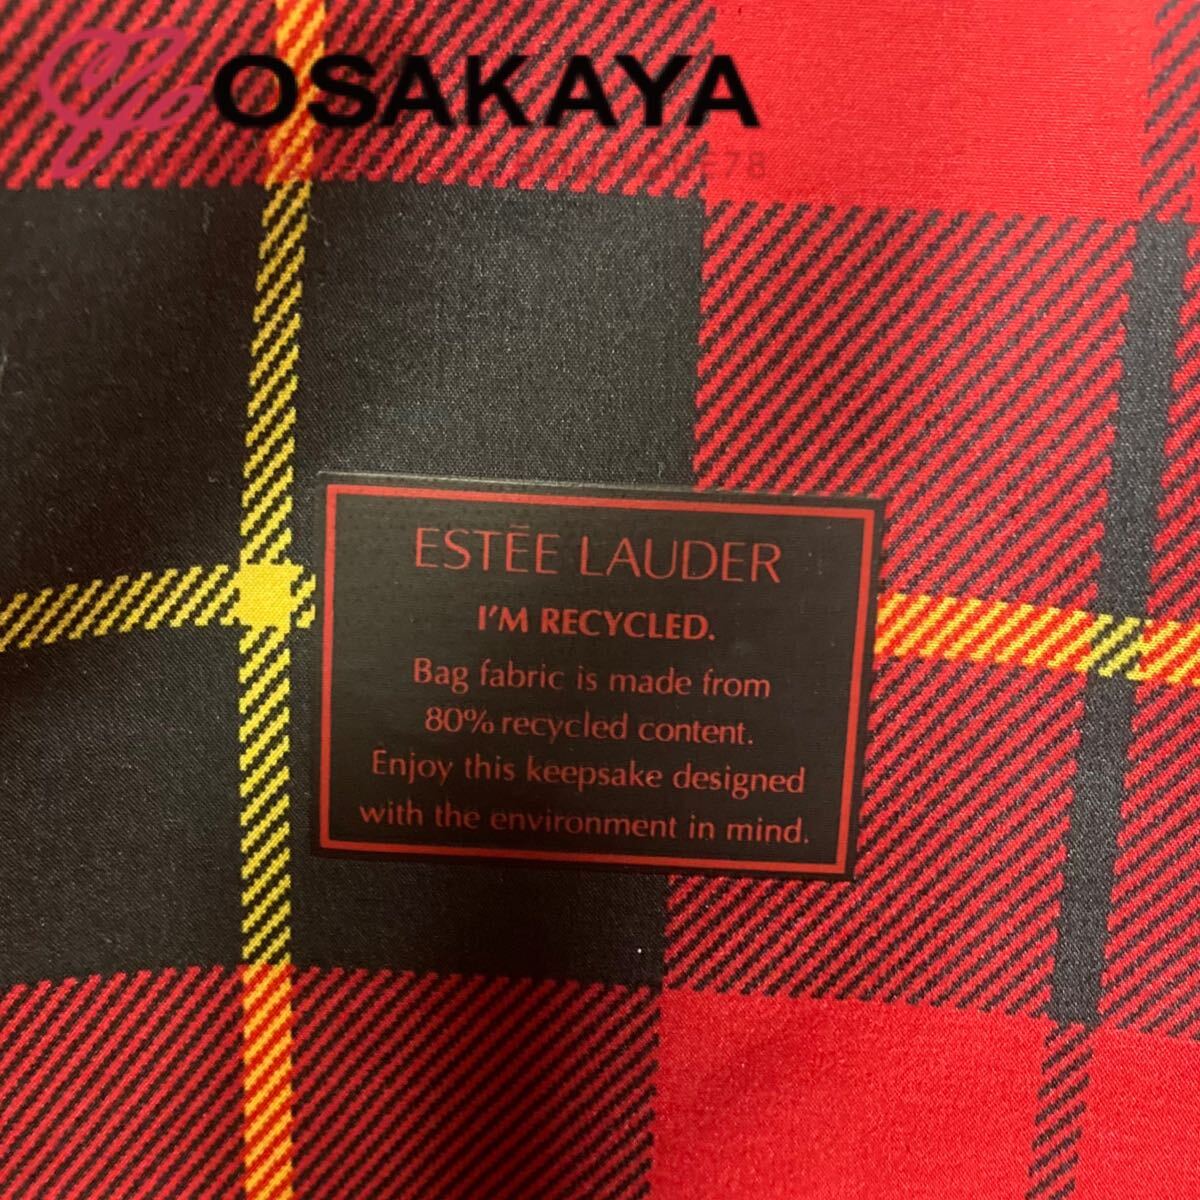 OSAKAYA
ESTĒE LAUDER
I'M RECYCLED.
Bag fabric is made from
80% recycled content.
Enjoy this keepsake designed
with the environment in mind.